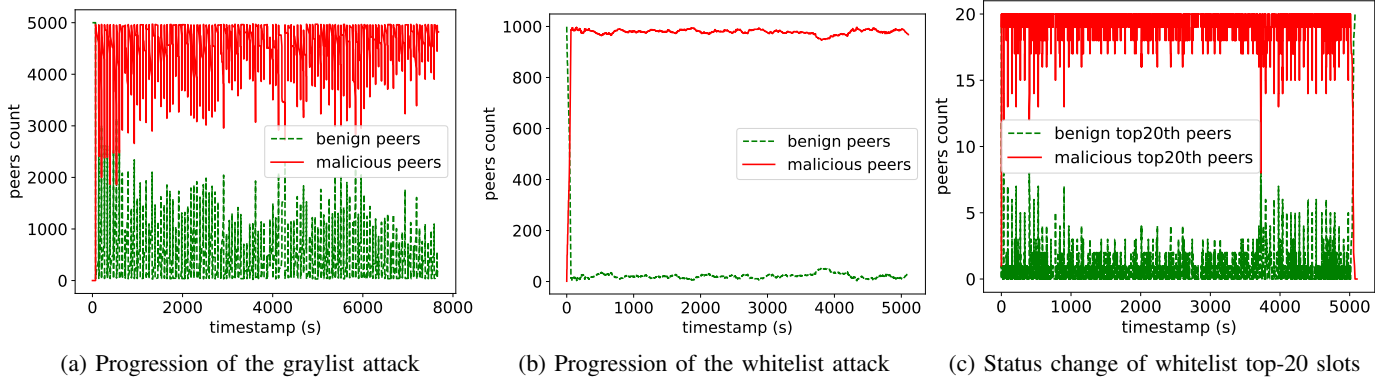 5000
4000
3000
2000
1000
0
peers count
benign peers
malicious peers
0
2000
4000
6000
8000
timestamp (s)
(a) Progression of the graylist attack
1000
800
600
400
200
0
peers count
benign peers
malicious peers
0
1000
2000
3000
4000
5000
timestamp (s)
(b) Progression of the whitelist attack
20
15
10
5
0
peers count
benign top20th peers
malicious top20th peers
0
1000
2000
3000
4000
5000
timestamp (s)
(c) Status change of whitelist top-20 slots